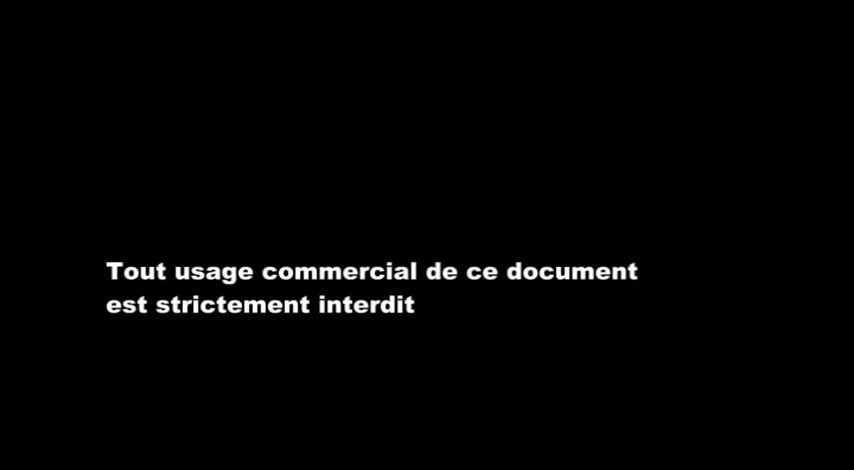 Tout usage commercial de ce document
est strictement interdit